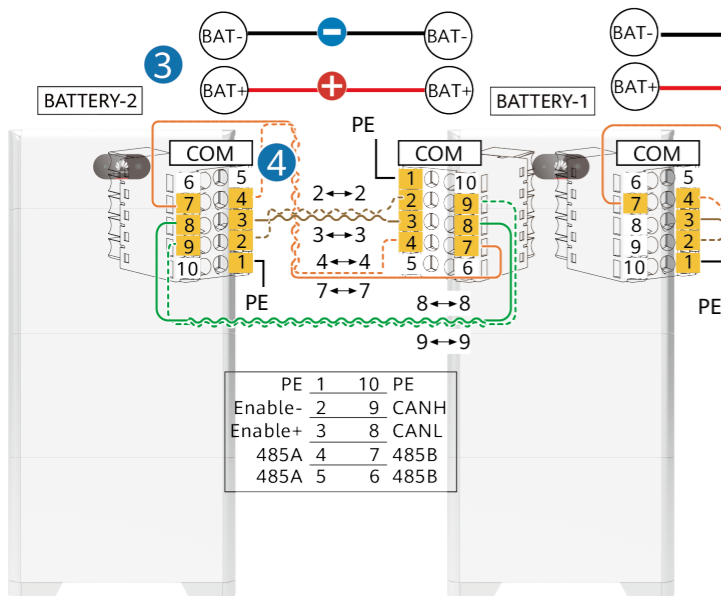 BAT-
BAT-
BAT-
3
BAT+
BAT+
BAT+
BATTERY-2
BATTERY-1
PE
COM
4
COM
COM
6 5
7 4
8 3
9 2
10 1
PE
1 10
2 9
3 8
4 7
5 6
6 5
7 4
8 3
9 2
10 1
PE
2↔2
3↔3
4↔4
7↔7
8↔8
9↔9
PE 1 10 PE
Enable- 2 9 CANH
Enable+ 3 8 CANL
485A 4 7 485B
485A 5 6 485B